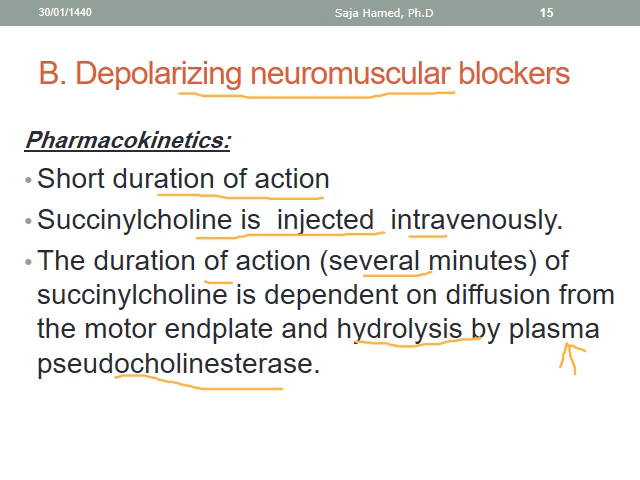 30/01/1440 Saja Hamed, Ph.D 15
B. Depolarizing neuromuscular blockers
Pharmacokinetics:
• Short duration of action
• Succinylcholine is injected intravenously.
• The duration of action (several minutes) of
succinylcholine is dependent on diffusion from
the motor endplate and hydrolysis by plasma
pseudocholinesterase.